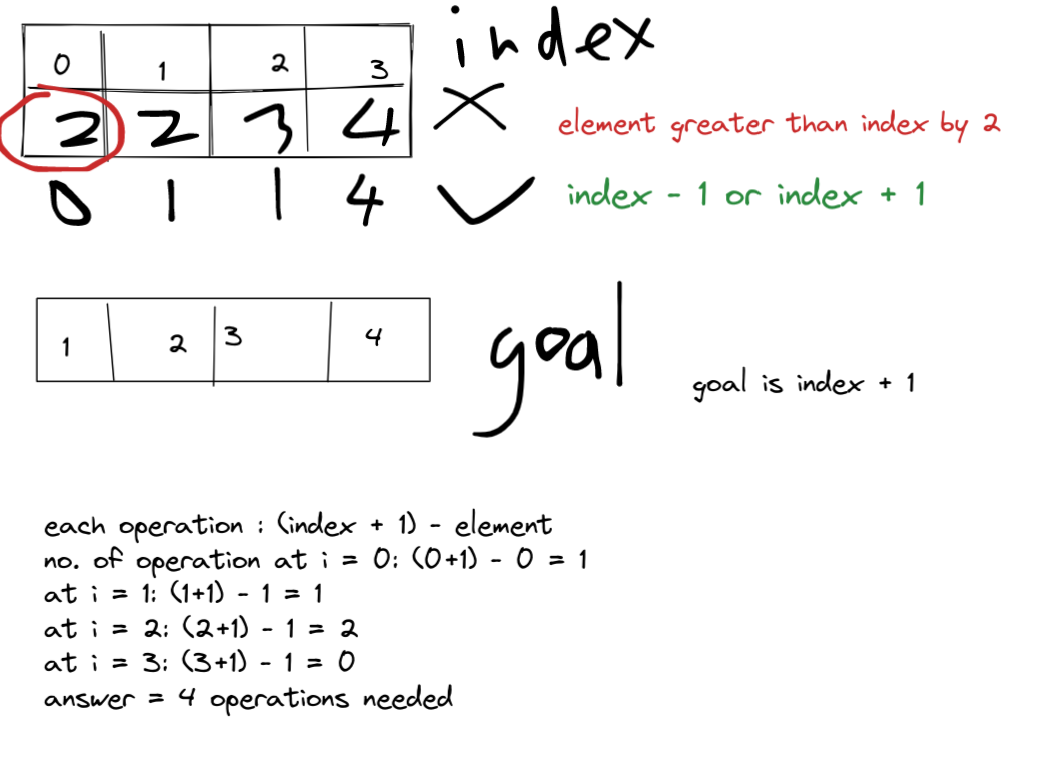 0 1 2 3 index
2 2 3 4 element greater than index by 2
0 1 1 4 index - 1 or index + 1
1 2 3 4 goal
goal is index + 1
each operation : (index + 1) - element
no. of operation at i = 0: (0+1) - 0 = 1
at i = 1: (1+1) - 1 = 1
at i = 2: (2+1) - 1 = 2
at i = 3: (3+1) - 1 = 0
answer = 4 operations needed